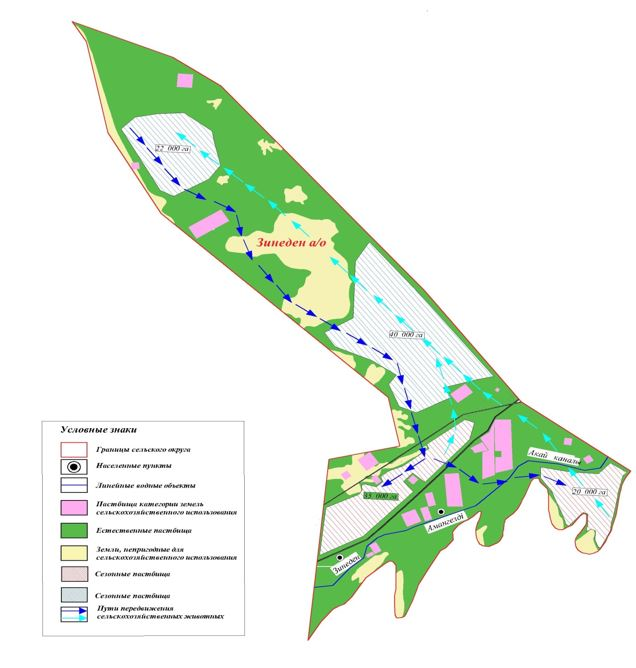 22 000 га
Зинеден а/о
40 000 га
Акай каналы
35 000 га
20 000 га
Амангелді
Зинеден
Условные знаки
Границы сельского округа
Населенные пункты
Линейные водные объекты
Пастбища категории земель
сельскохозяйственного использования
Естественные пастбища
Земли, непригодные для
сельскохозяйственного использования
Сезонные пастбища
Сезонные пастбища
Пути передвижения
сельскохозяйственных животных